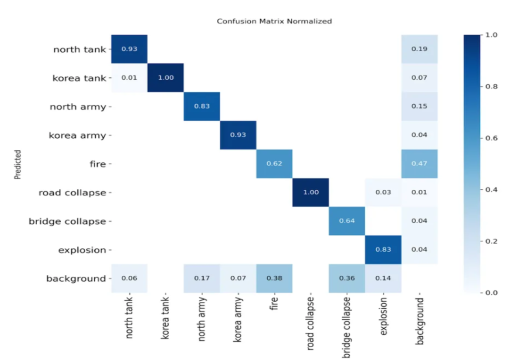 Confusion Matrix Normalized
north tank 0.93 0.19
korea tank 0.01 1.00 0.07
north army 0.83 0.15
korea army 0.93 0.04
fire 0.62 0.47
road collapse 1.00 0.03 0.01
bridge collapse 0.64 0.04
explosion 0.83 0.04
background 0.06 0.17 0.07 0.38 0.36 0.14
north tank korea tank north army korea army fire road collapse bridge collapse explosion background
Predicted
1.0
0.8
0.6
0.4
0.2
0.0